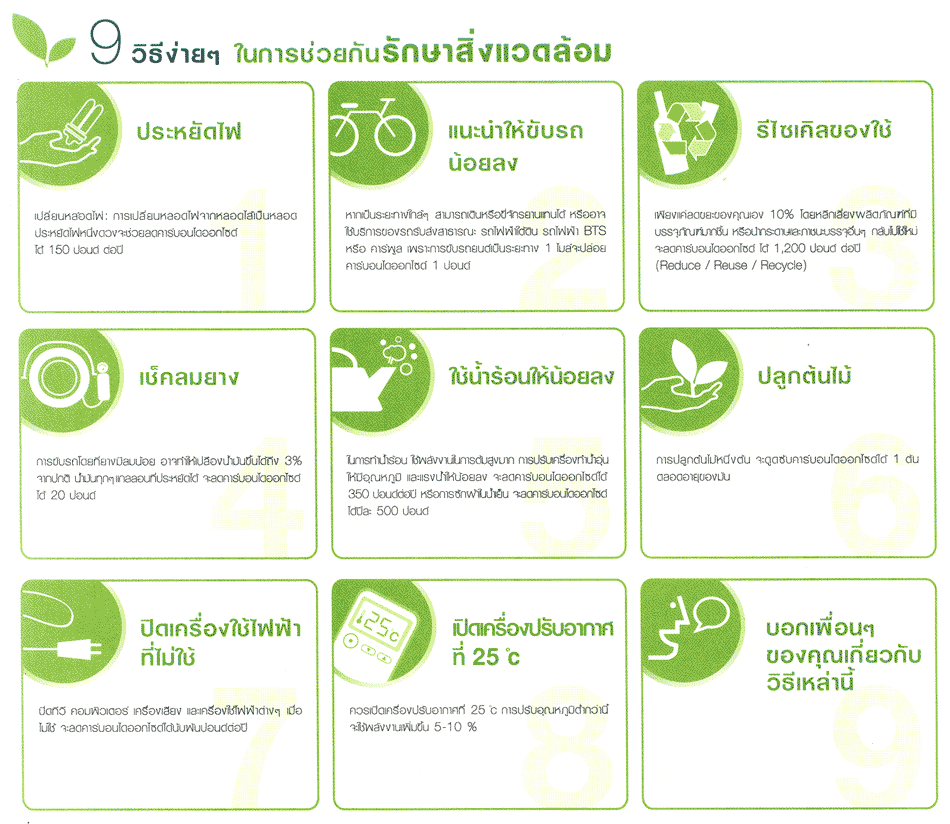 9 วิธีง่ายๆ ในการช่วยกันรักษาสิ่งแวดล้อม
1
ประหยัดไฟ
เปลี่ยนหลอดไฟ: การเปลี่ยนหลอดไฟจากหลอดไส้เป็นหลอด
ประหยัดไฟหนึ่งดวงจะช่วยลดคาร์บอนไดออกไซด์
ได้ 150 ปอนด์ ต่อปี
2
แนะนำให้ขับรถ
น้อยลง
หากเป็นระยะทางใกล้ๆ สามารถเดินหรือขี่จักรยานแทนได้ หรืออาจ
ใช้บริการของรถรับส่งสาธารณะ รถไฟฟ้าใต้ดิน รถไฟฟ้า BTS
หรือ คาร์พูล เพราะการขับรถยนต์เป็นระยะทาง 1 ไมล์จะปล่อย
คาร์บอนไดออกไซด์ 1 ปอนด์
3
รีไซเคิลของใช้
เพียงแค่ลดขยะของคุณเอง 10% โดยหลีกเลี่ยงผลิตภัณฑ์ที่มี
บรรจุภัณฑ์มากชิ้น หรือนำกระดาษและภาชนะบรรจุอื่นๆ กลับไปใช้ใหม่
จะลดคาร์บอนไดออกไซด์ ได้ 1,200 ปอนด์ ต่อปี
(Reduce / Reuse / Recycle)
4
เช็คลมยาง
การขับรถโดยที่ยางมีลมน้อย อาจทำให้เปลืองน้ำมันขึ้นได้ถึง 3%
จากปกติ น้ำมันทุกๆแกลลอนที่ประหยัดได้ จะลดคาร์บอนไดออกไซด์
ได้ 20 ปอนด์
5
ใช้น้ำร้อนให้น้อยลง
ในการทำน้ำร้อน ใช้พลังงานในการต้มสูงมาก การปรับเครื่องทำน้ำอุ่น
ให้มีอุณหภูมิ และแรงน้ำให้น้อยลง จะลดคาร์บอนไดออกไซด์ได้
350 ปอนด์ต่อปี หรือการซักผ้าในน้ำเย็น จะลดคาร์บอนไดออกไซด์
ได้ปีละ 500 ปอนด์
6
ปลูกต้นไม้
การปลูกต้นไม้หนึ่งต้น จะดูดซับคาร์บอนไดออกไซด์ได้ 1 ตัน
ตลอดอายุของมัน
7
ปิดเครื่องใช้ไฟฟ้า
ที่ไม่ใช้
ปิดทีวี คอมพิวเตอร์ เครื่องเสียง และเครื่องใช้ไฟฟ้าต่างๆ เมื่อ
ไม่ใช้ จะลดคาร์บอนไดออกไซด์ได้นับพันปอนด์ต่อปี
8
25c
เปิดเครื่องปรับอากาศ
ที่ 25 °c
ควรเปิดเครื่องปรับอากาศที่ 25 °c การปรับอุณหภูมิต่ำกว่านี้
จะใช้พลังงานเพิ่มขึ้น 5-10 %
9
บอกเพื่อนๆ
ของคุณเกี่ยวกับ
วิธีเหล่านี้